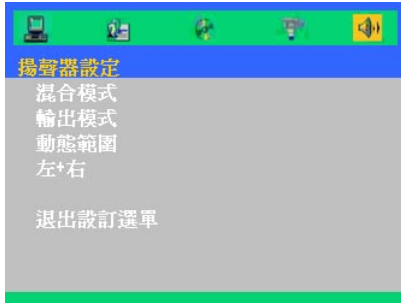 揚聲器設定
混合模式
輸出模式
動態範圍
左+右
退出設訂選單